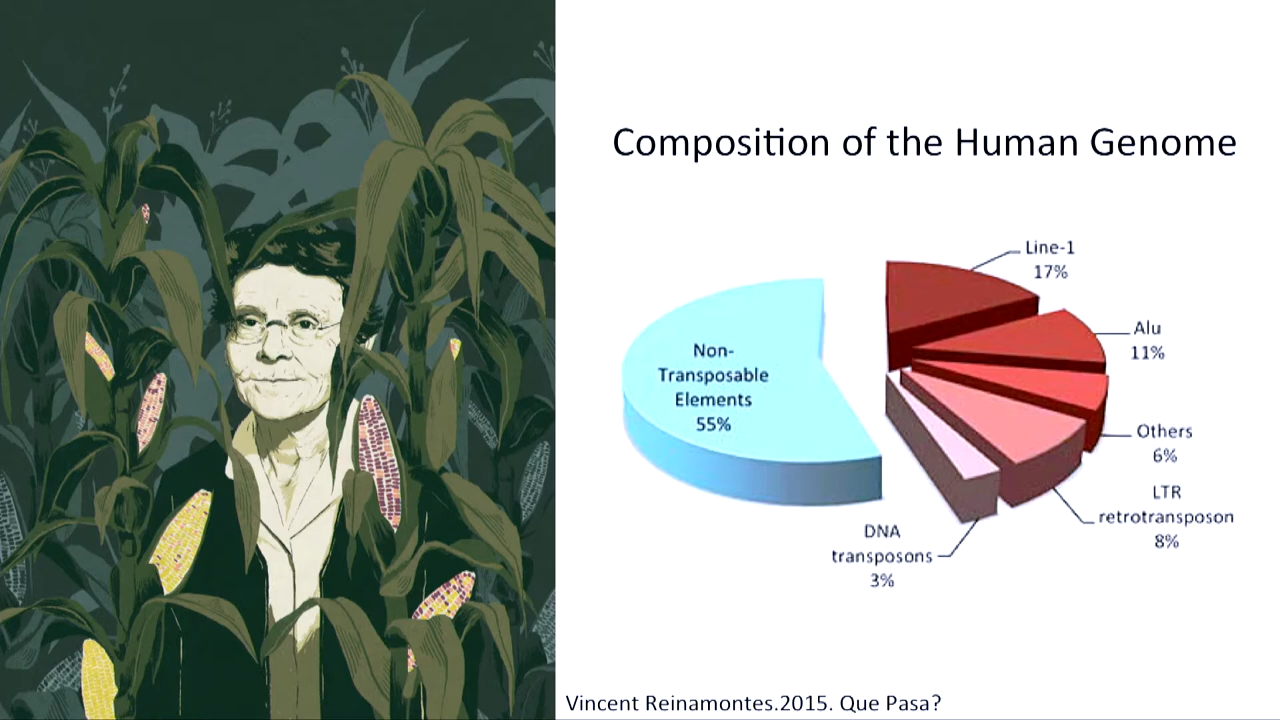 Composition of the Human Genome
Line-1
17%
Alu
11%
Non-
Transposable
Elements
55%
Others
6%
LTR
retrotransposon
8%
DNA
transposons
3%
Vincent Reinamontes.2015. Que Pasa?